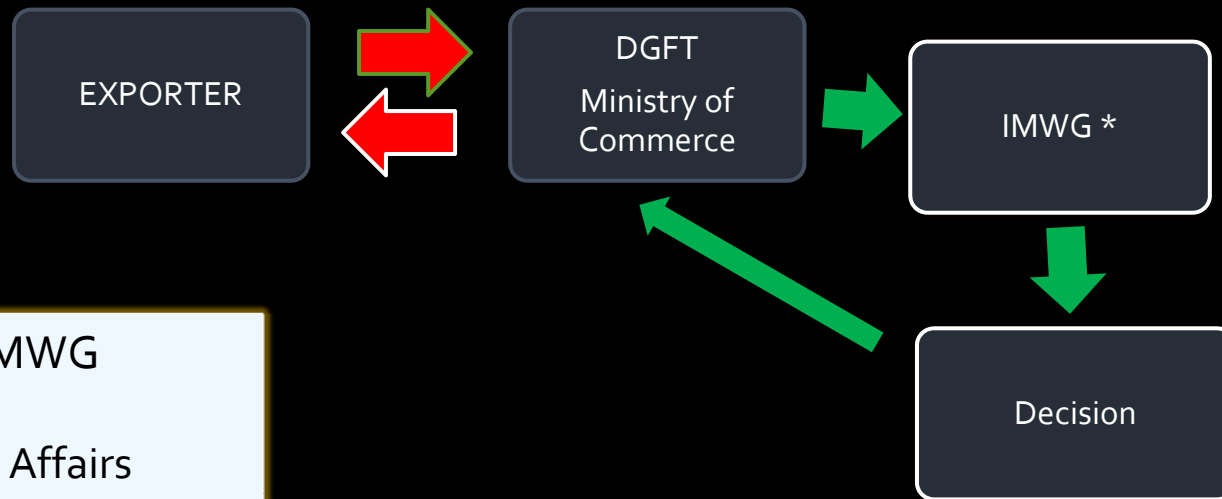 EXPORTER
DGFT
Ministry of
Commerce
IMWG *
Decision
MWG
Affairs